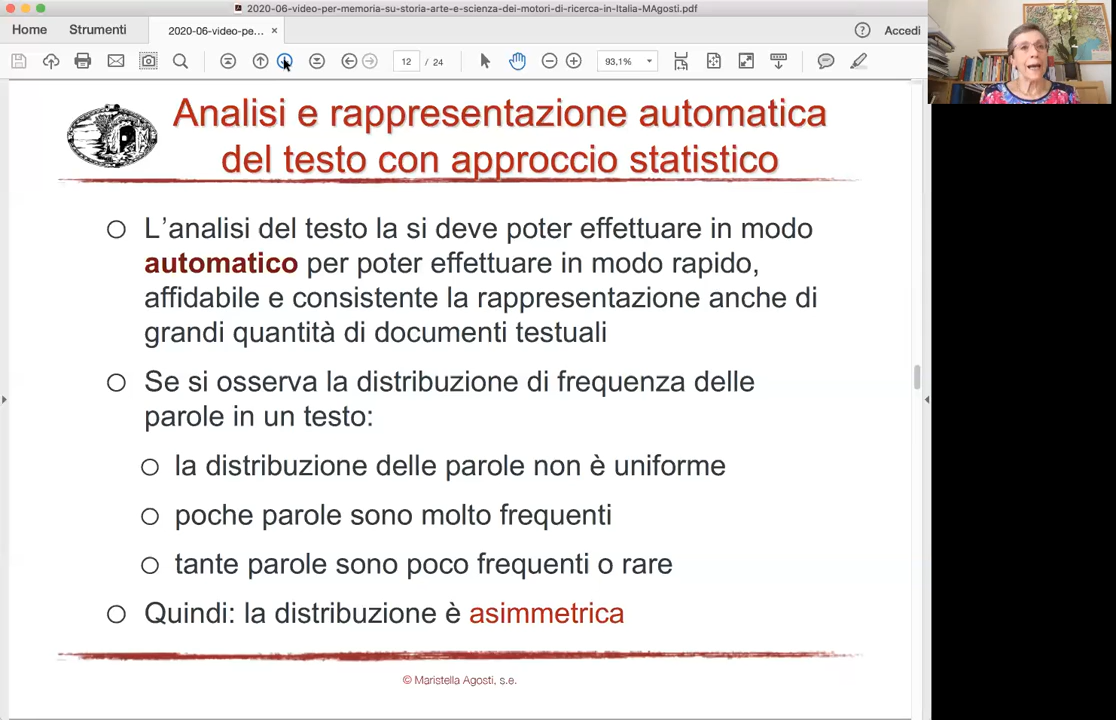 2020-06-video-per-memoria-su-storia-arte-e-scienza-dei-motori-di-ricerca-in-Italia-MAgosti.pdf
Home Strumenti 2020-06-video-pe... × Accedi
12 / 24 93,1%
Analisi e rappresentazione automatica
del testo con approccio statistico
L'analisi del testo la si deve poter effettuare in modo
automatico per poter effettuare in modo rapido,
affidabile e consistente la rappresentazione anche di
grandi quantità di documenti testuali
Se si osserva la distribuzione di frequenza delle
parole in un testo:
la distribuzione delle parole non è uniforme
poche parole sono molto frequenti
tante parole sono poco frequenti o rare
Quindi: la distribuzione è asimmetrica
© Maristella Agosti, s.e.